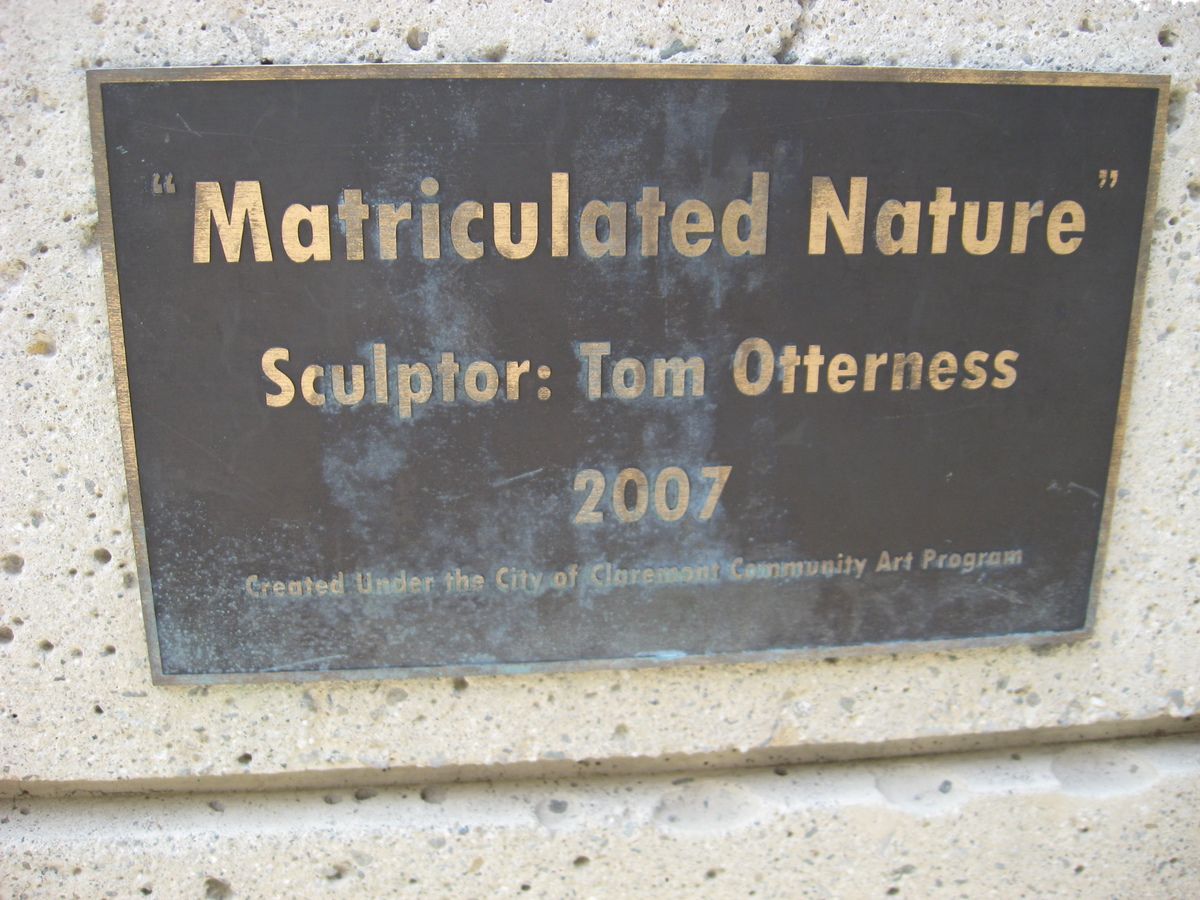 “Matriculated Nature”
Sculptor: Tom Otterness
2007
Created Under the City of Claremont Community Art Program